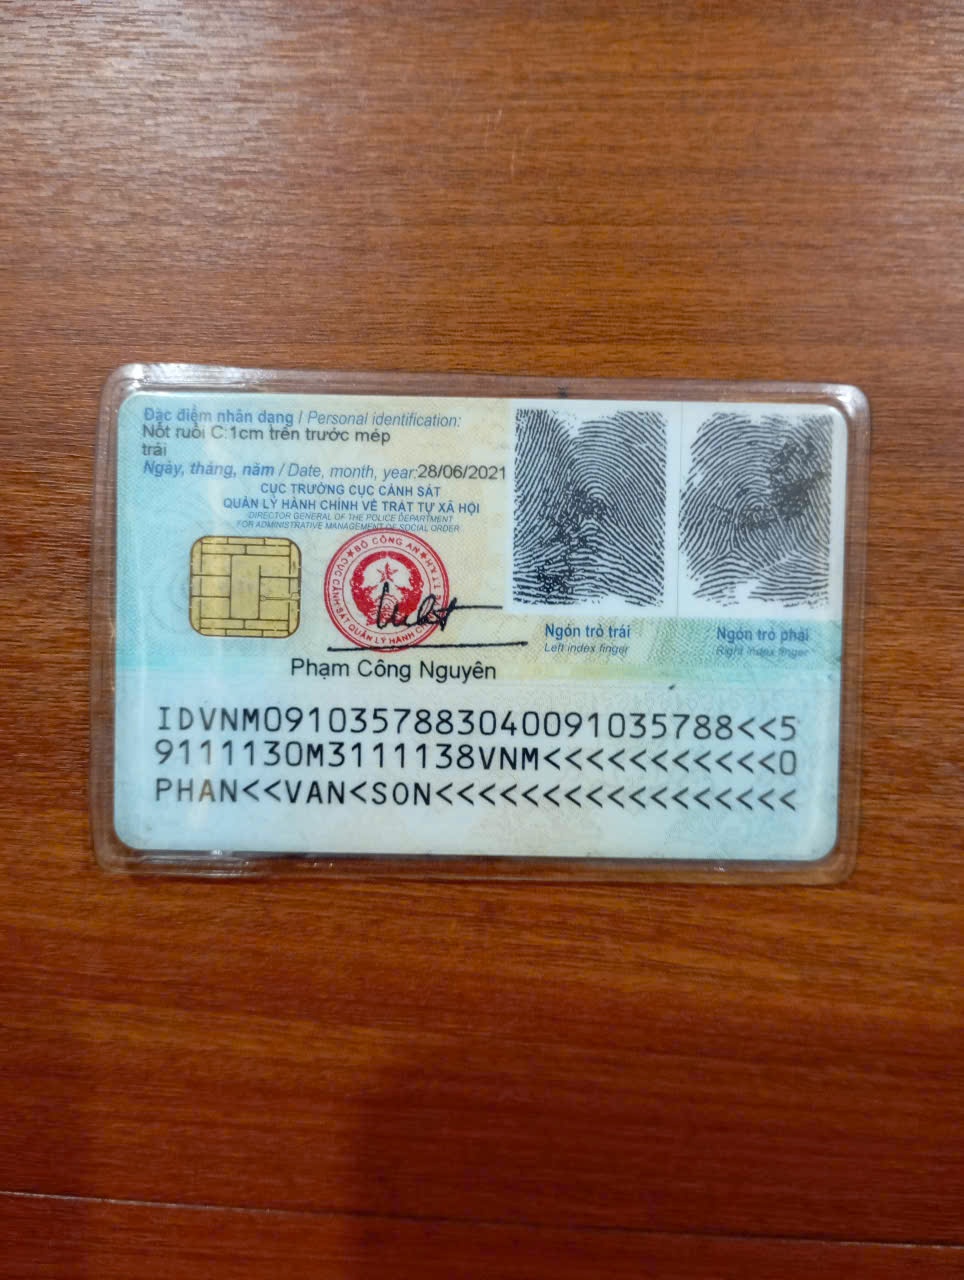 Đặc điểm nhân dạng / Personal identification:
Nốt ruồi C:1cm trên trước mép
trái
Ngày, tháng, năm / Date, month, year:28/06/2021
CỤC TRƯỞNG CỤC CẢNH SÁT
QUẢN LÝ HÀNH CHÍNH VỀ TRẬT TỰ XÃ HỘI
DIRECTOR GENERAL OF THE POLICE DEPARTMENT
FOR ADMINISTRATIVE MANAGEMENT OF SOCIAL ORDER
BỘ CÔNG AN
CỤC CẢNH SÁT QUẢN LÝ HÀNH
Ngón trỏ trái
Left index finger
Ngón trỏ phải
Right index finger
Phạm Công Nguyên
IDVNM0910357883040091035788<<5
9111130M3111138VNM<<<<<<<<<<<0
PHAN<<VAN<SON<<<<<<<<<<<<<<<<<